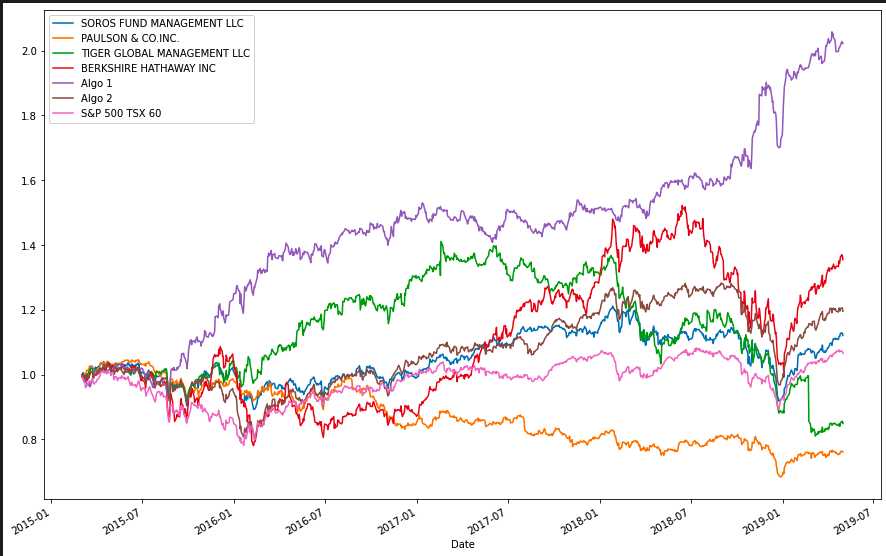 SOROS FUND MANAGEMENT LLC
PAULSON & CO.INC.
TIGER GLOBAL MANAGEMENT LLC
BERKSHIRE HATHAWAY INC
Algo 1
Algo 2
S&P 500 TSX 60
2.0
1.8
1.6
1.4
1.2
1.0
0.8
2015-01
2015-07
2016-01
2016-07
2017-01
2017-07
2018-01
2018-07
2019-01
2019-07
Date